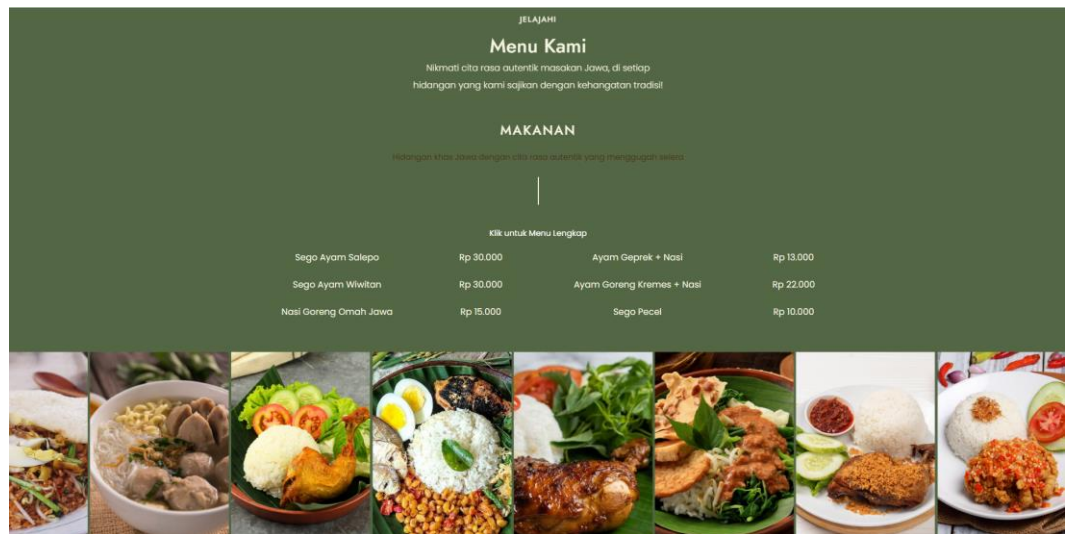 JELAJAHI
Menu Kami
Nikmati cita rasa autentik masakan Jawa, di setiap
hidangan yang kami sajikan dengan kehangatan tradisi!
MAKANAN
Hidangan khas Jawa dengan cita rasa autentik yang menggugah selera
Klik untuk Menu Lengkap
Sego Ayam Salepo Rp 30.000 Ayam Geprek + Nasi Rp 13.000
Sego Ayam Wiwitan Rp 30.000 Ayam Goreng Kremes + Nasi Rp 22.000
Nasi Goreng Omah Jawa Rp 15.000 Sego Pecel Rp 10.000